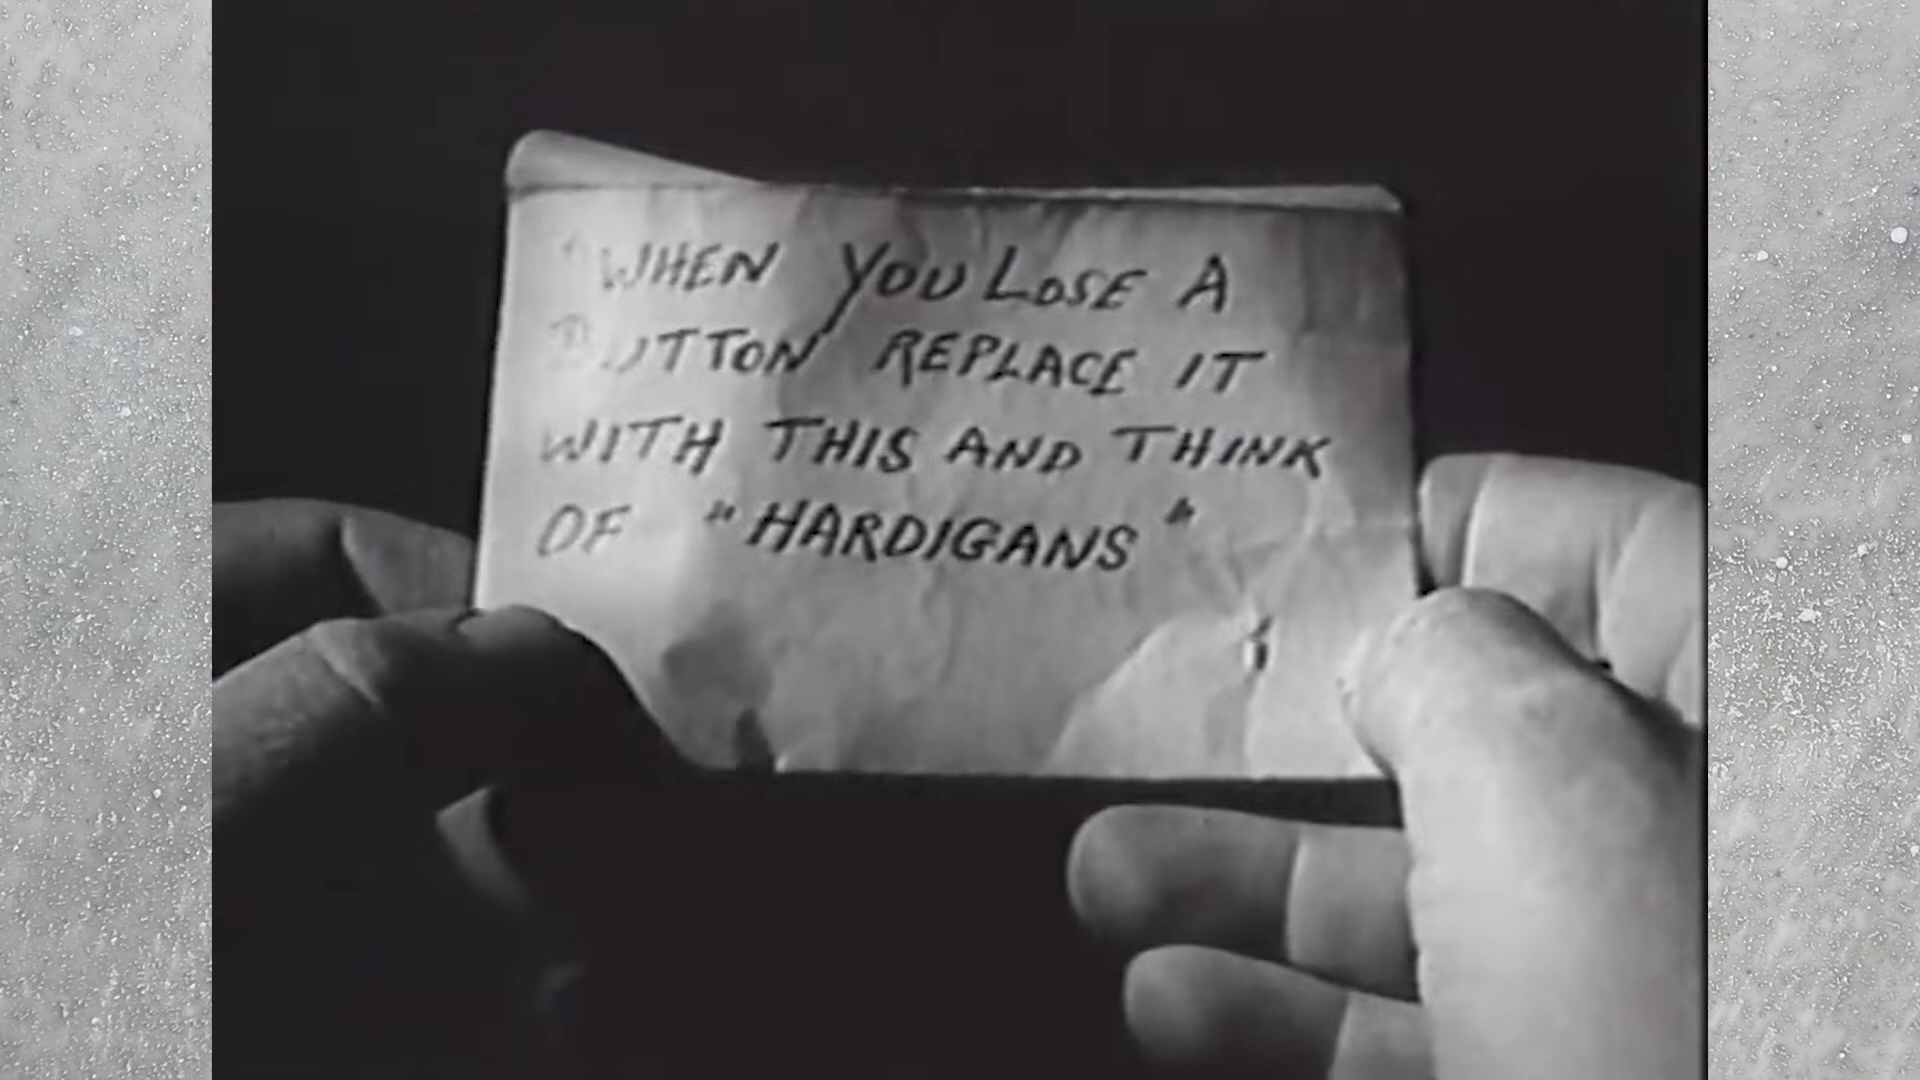 "WHEN YOU LOSE A
BUTTON REPLACE IT
WITH THIS AND THINK
OF "HARDIGANS"